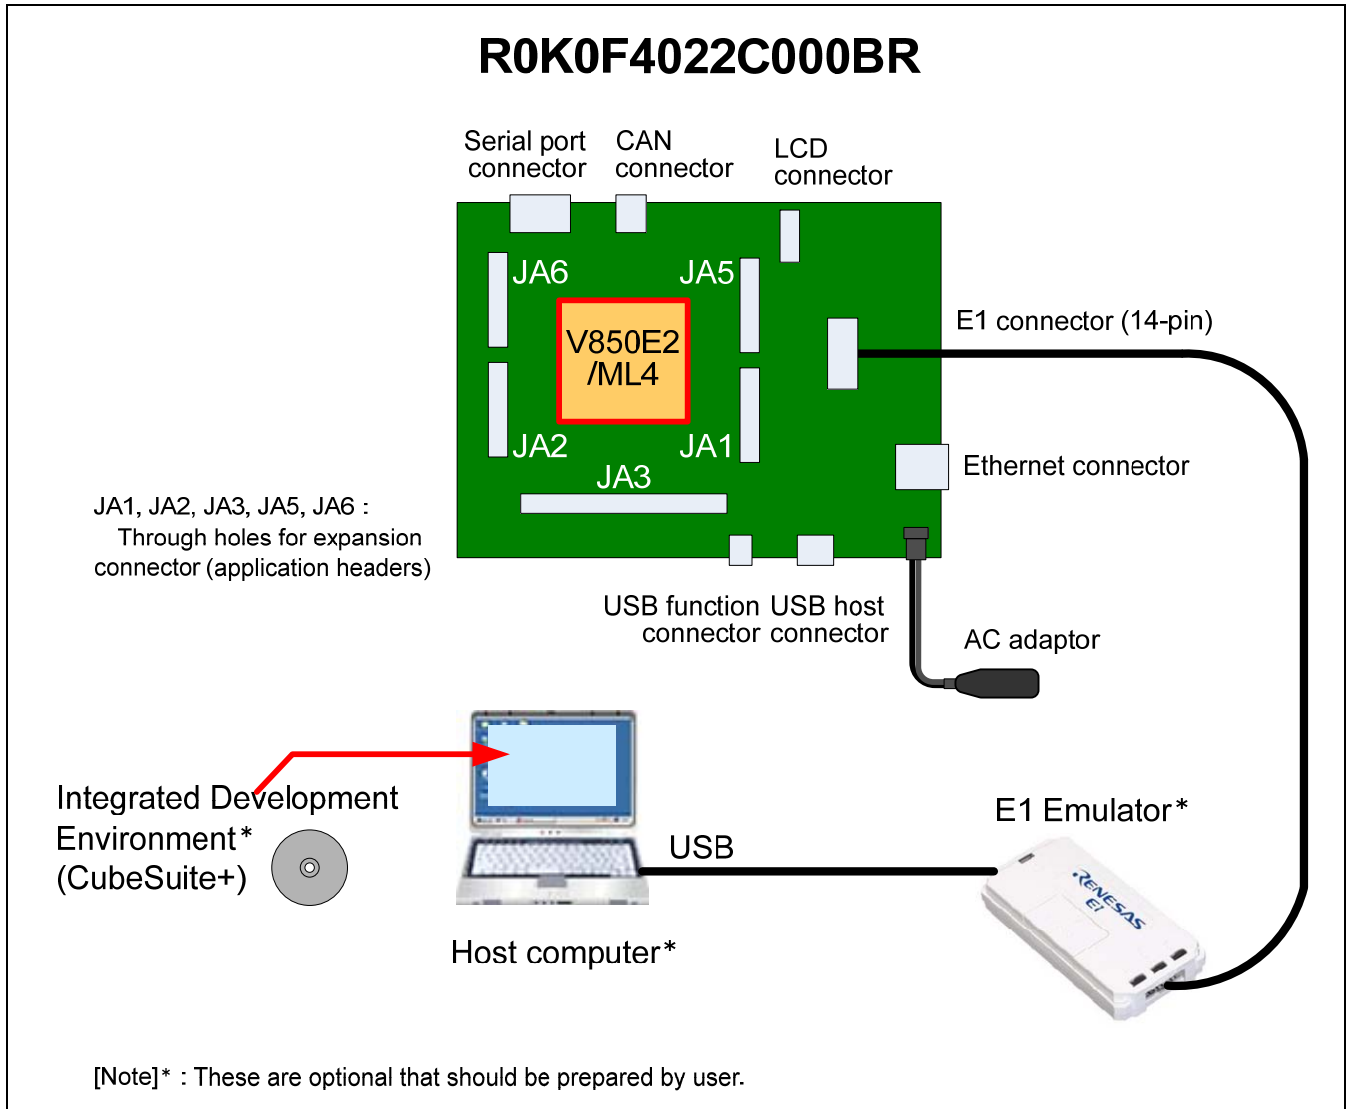 R0K0F4022C000BR
Serial port
connector
CAN
connector
LCD
connector
JA6
JA5
V850E2
/ML4
E1 connector (14-pin)
JA2
JA1
JA3
Ethernet connector
JA1, JA2, JA3, JA5, JA6 :
Through holes for expansion
connector (application headers)
USB function
connector
USB host
connector
AC adaptor
Integrated Development
Environment*
(CubeSuite+)
USB
E1 Emulator*
RENESAS
E1
Host computer*
[Note]* : These are optional that should be prepared by user.